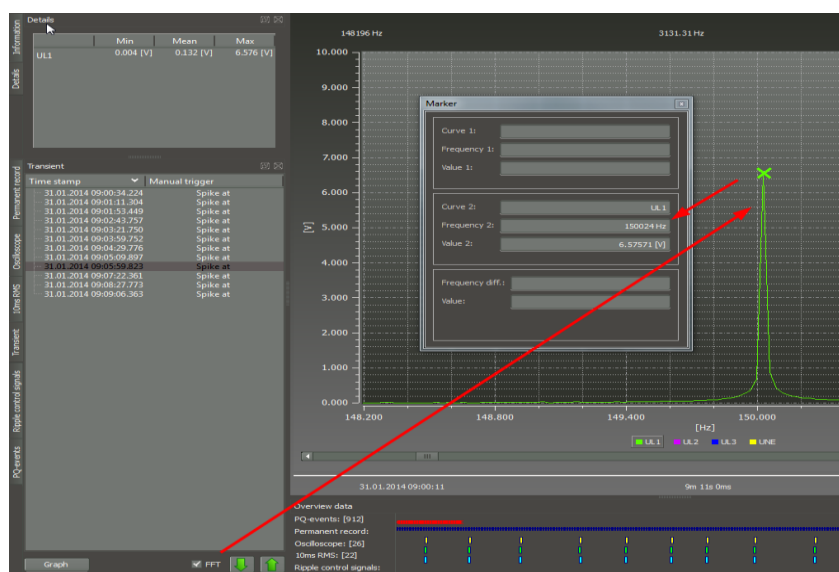 Details
Min Mean Max
UL1 0.004 [V] 0.132 [V] 6.576 [V]
Information
Details
Permanent record
Oscilloscope
10ms RMS
Transient
Ripple control signals
PQ-events
Transient
Time stamp Manual trigger
31.01.2014 09:00:34.224 Spike at
31.01.2014 09:01:11.304 Spike at
31.01.2014 09:01:53.449 Spike at
31.01.2014 09:02:43.757 Spike at
31.01.2014 09:03:21.750 Spike at
31.01.2014 09:03:59.752 Spike at
31.01.2014 09:04:29.776 Spike at
31.01.2014 09:05:09.897 Spike at
31.01.2014 09:05:59.823 Spike at
31.01.2014 09:07:22.361 Spike at
31.01.2014 09:08:27.773 Spike at
31.01.2014 09:09:06.363 Spike at
Graph FFT
148196 Hz 3131.31 Hz
10.000
9.000
8.000
7.000
6.000
5.000
4.000
3.000
2.000
1.000
0.000
[V]
148.200 148.800 149.400 150.000
[Hz]
UL1 UL2 UL3 UNE
Marker
Curve 1:
Frequency 1:
Value 1:
Curve 2: UL1
Frequency 2: 150024 Hz
Value 2: 6.57571 [V]
Frequency diff.:
Value:
31.01.2014 09:00:11 9m 11s 0ms
Overview data
PQ-events: [912]
Permanent record:
Oscilloscope: [26]
10ms RMS: [22]
Ripple control signals: